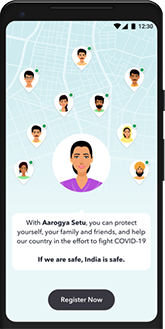 12:30
With Aarogya Setu, you can protect
yourself, your family and friends, and help
our country in the effort to fight COVID-19
If we are safe, India is safe.
Register Now